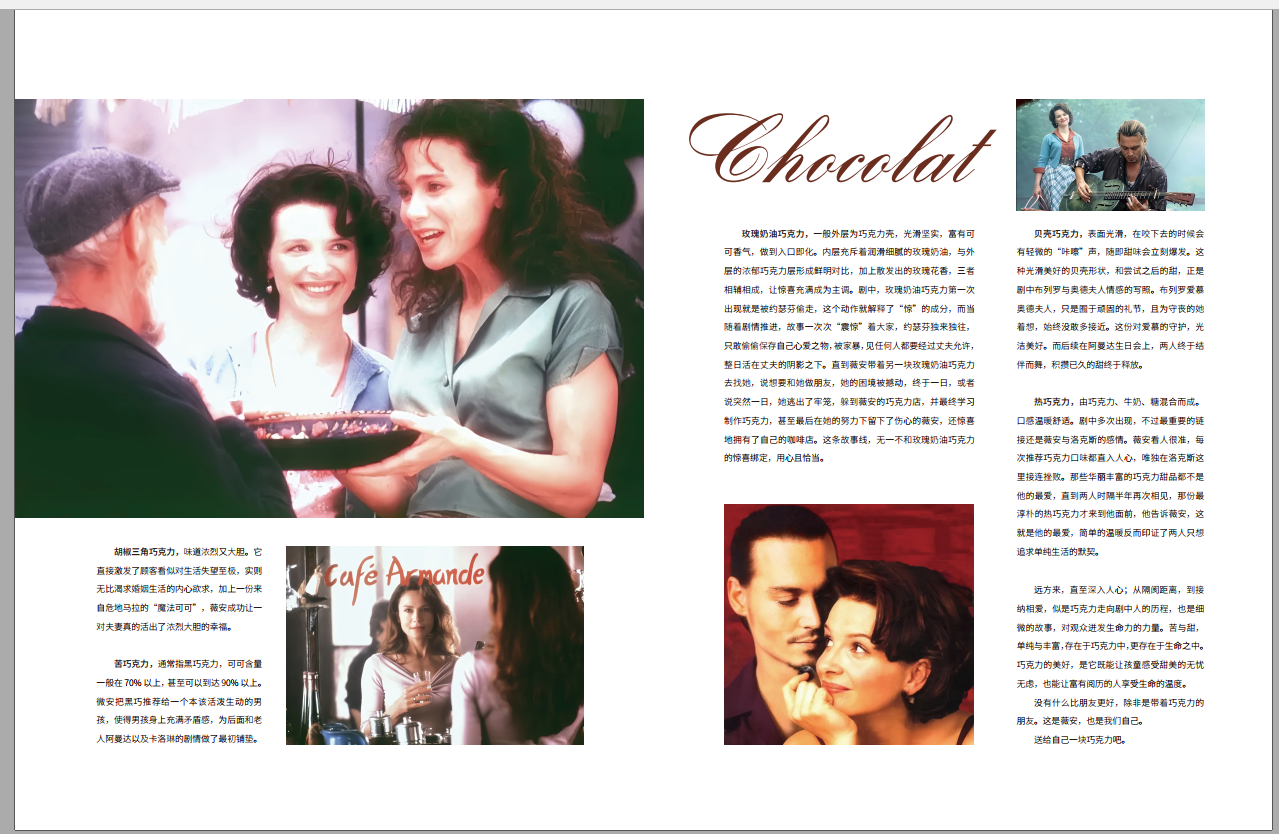 胡椒三角巧克力，味道浓烈又大胆。它
直接激发了顾客看似对生活失望至极，实则
无比渴求婚姻生活的内心欲求，加上一份来
自危地马拉的“魔法可可”，薇安成功让一
对夫妻真的活出了浓烈大胆的幸福。
苦巧克力，通常指黑巧克力，可可含量
一般在 70% 以上，甚至可以到达 90% 以上。
微安把黑巧推荐给一个本该活泼生动的男
孩，使得男孩身上充满矛盾感，为后面和老
人阿曼达以及卡洛琳的剧情做了最初铺垫。
Café Armande
Chocolat
玫瑰奶油巧克力，一般外层为巧克力壳，光滑坚实，富有可
可香气，做到入口即化。内层充斥着润滑细腻的玫瑰奶油，与外
层的浓郁巧克力层形成鲜明对比，加上散发出的玫瑰花香，三者
相辅相成，让惊喜充满成为主调。剧中，玫瑰奶油巧克力第一次
出现就是被约瑟芬偷走，这个动作就解释了“惊”的成分，而当
随着剧情推进，故事一次次“震惊”着大家，约瑟芬独来独往，
只敢偷偷保存自己心爱之物，被家暴，见任何人都要经过丈夫允许，
整日活在丈夫的阴影之下。直到薇安带着另一块玫瑰奶油巧克力
去找她，说想要和她做朋友，她的困境被撼动，终于一日，或者
说突然一日，她逃出了牢笼，躲到薇安的巧克力店，并最终学习
制作巧克力，甚至最后在她的努力下留下了伤心的薇安，还惊喜
地拥有了自己的咖啡店。这条故事线，无一不和玫瑰奶油巧克力
的惊喜绑定，用心且恰当。
贝壳巧克力，表面光滑，在咬下去的时候会
有轻微的“咔嚓”声，随即甜味会立刻爆发。这
种光滑美好的贝壳形状，和尝试之后的甜，正是
剧中布列罗与奥德夫人情感的写照。布列罗爱慕
奥德夫人，只是囿于顽固的礼节，且为守丧的她
着想，始终没敢多接近。这份对爱慕的守护，光
洁美好。而后续在阿曼达生日会上，两人终于结
伴而舞，积攒已久的甜终于释放。
热巧克力，由巧克力、牛奶、糖混合而成。
口感温暖舒适。剧中多次出现，不过最重要的链
接还是薇安与洛克斯的感情。薇安看人很准，每
次推荐巧克力口味都直入人心，唯独在洛克斯这
里接连挫败。那些华丽丰富的巧克力甜品都不是
他的最爱，直到两人时隔半年再次相见，那份最
淳朴的热巧克力才来到他面前，他告诉薇安，这
就是他的最爱，简单的温暖反而印证了两人只想
追求单纯生活的默契。
远方来，直至深入人心；从隔阂距离，到接
纳相爱，似是巧克力走向剧中人的历程，也是细
微的故事，对观众迸发生命力的力量。苦与甜，
单纯与丰富，存在于巧克力中，更存在于生命之中。
巧克力的美好，是它既能让孩童感受甜美的无忧
无虑，也能让富有阅历的人享受生命的温度。
没有什么比朋友更好，除非是带着巧克力的
朋友。这是薇安，也是我们自己。
送给自己一块巧克力吧。